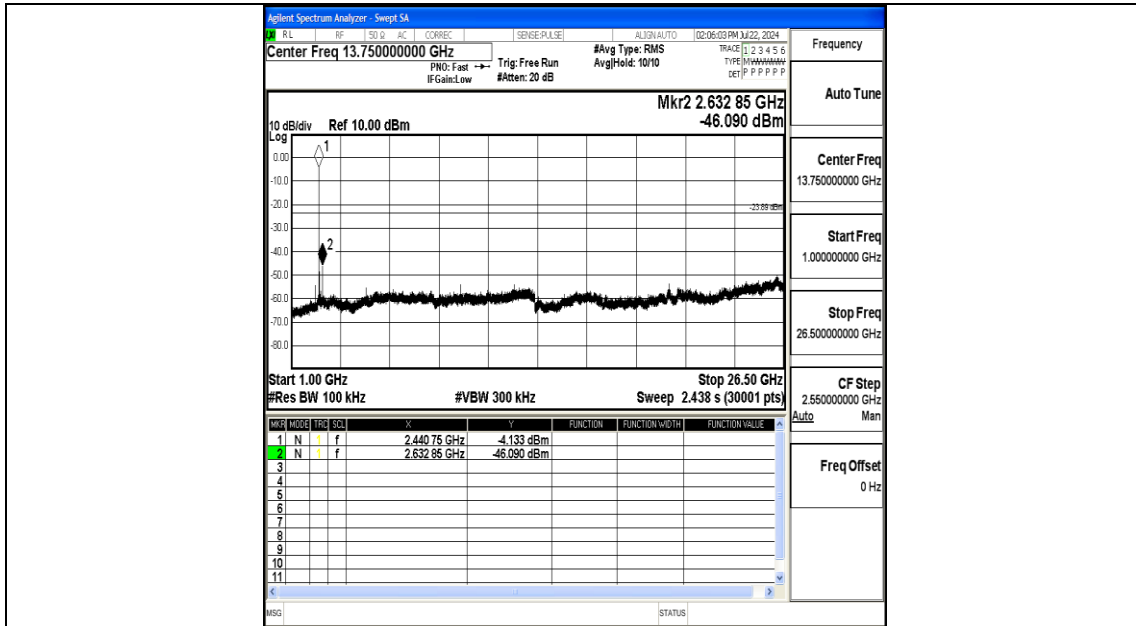 Agilent Spectrum Analyzer - Swept SA
RL RF 50 Ω AC CORREC SENSE:PULSE ALIGN AUTO 02:06:03 PM Jul 22, 2024
Center Freq 13.750000000 GHz
PNO: Fast
IFGain:Low
Trig: Free Run
#Atten: 20 dB
#Avg Type: RMS
Avg|Hold: 10/10
TRACE 1 2 3 4 5 6
TYPE MWWWWW
DET P P P P P P
Mkr2 2.632 85 GHz
-46.090 dBm
10 dB/div Ref 10.00 dBm
Log
0.00
-10.0
-20.0
-30.0
-40.0
-50.0
-60.0
-70.0
-80.0
1
2
-23.89 dBm
Start 1.00 GHz Stop 26.50 GHz
#Res BW 100 kHz #VBW 300 kHz Sweep 2.438 s (30001 pts)
MKR MODE TRC SCL X Y FUNCTION FUNCTION WIDTH FUNCTION VALUE
1 N 1 f 2.440 75 GHz -4.133 dBm
2 N 1 f 2.632 85 GHz -46.090 dBm
3
4
5
6
7
8
9
10
11
MSG STATUS
Frequency
Auto Tune
Center Freq
13.750000000 GHz
Start Freq
1.000000000 GHz
Stop Freq
26.500000000 GHz
CF Step
2.550000000 GHz
Auto Man
Freq Offset
0 Hz